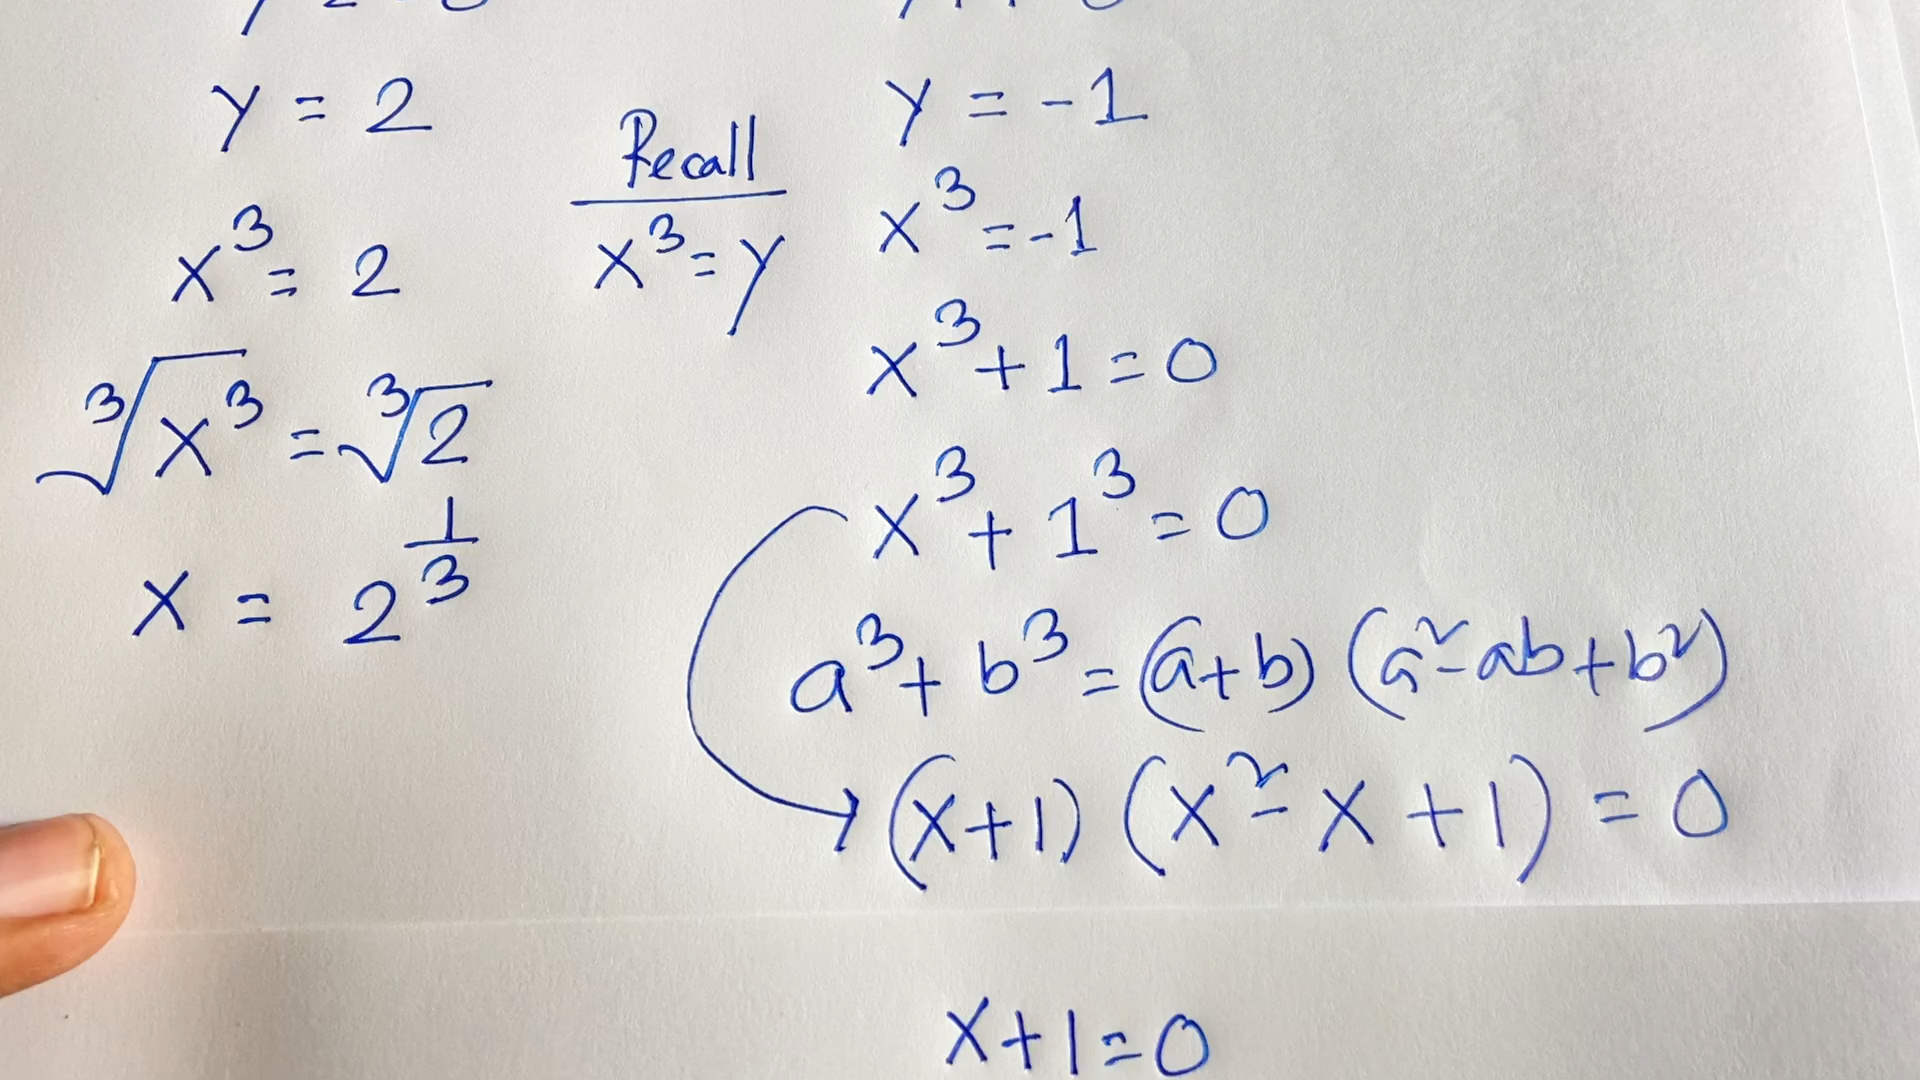 y = 2
x³ = 2
∛x³ = ∛2
x = 2^(1/3)
Recall
x³ = y
y = -1
x³ = -1
x³ + 1 = 0
x³ + 1³ = 0
a³ + b³ = (a+b) (a² - ab + b²)
(x+1) (x² - x + 1) = 0
x + 1 = 0